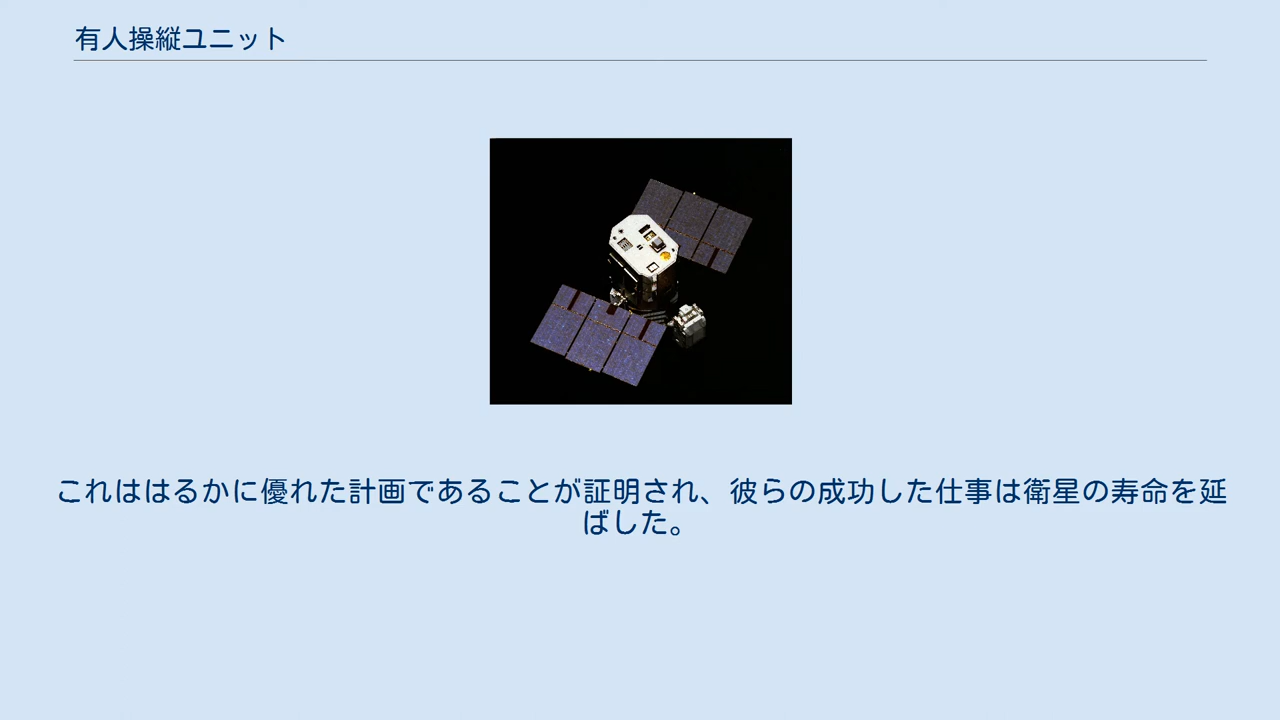 有人操縦ユニット
これははるかに優れた計画であることが証明され、彼らの成功した仕事は衛星の寿命を延
ばした。